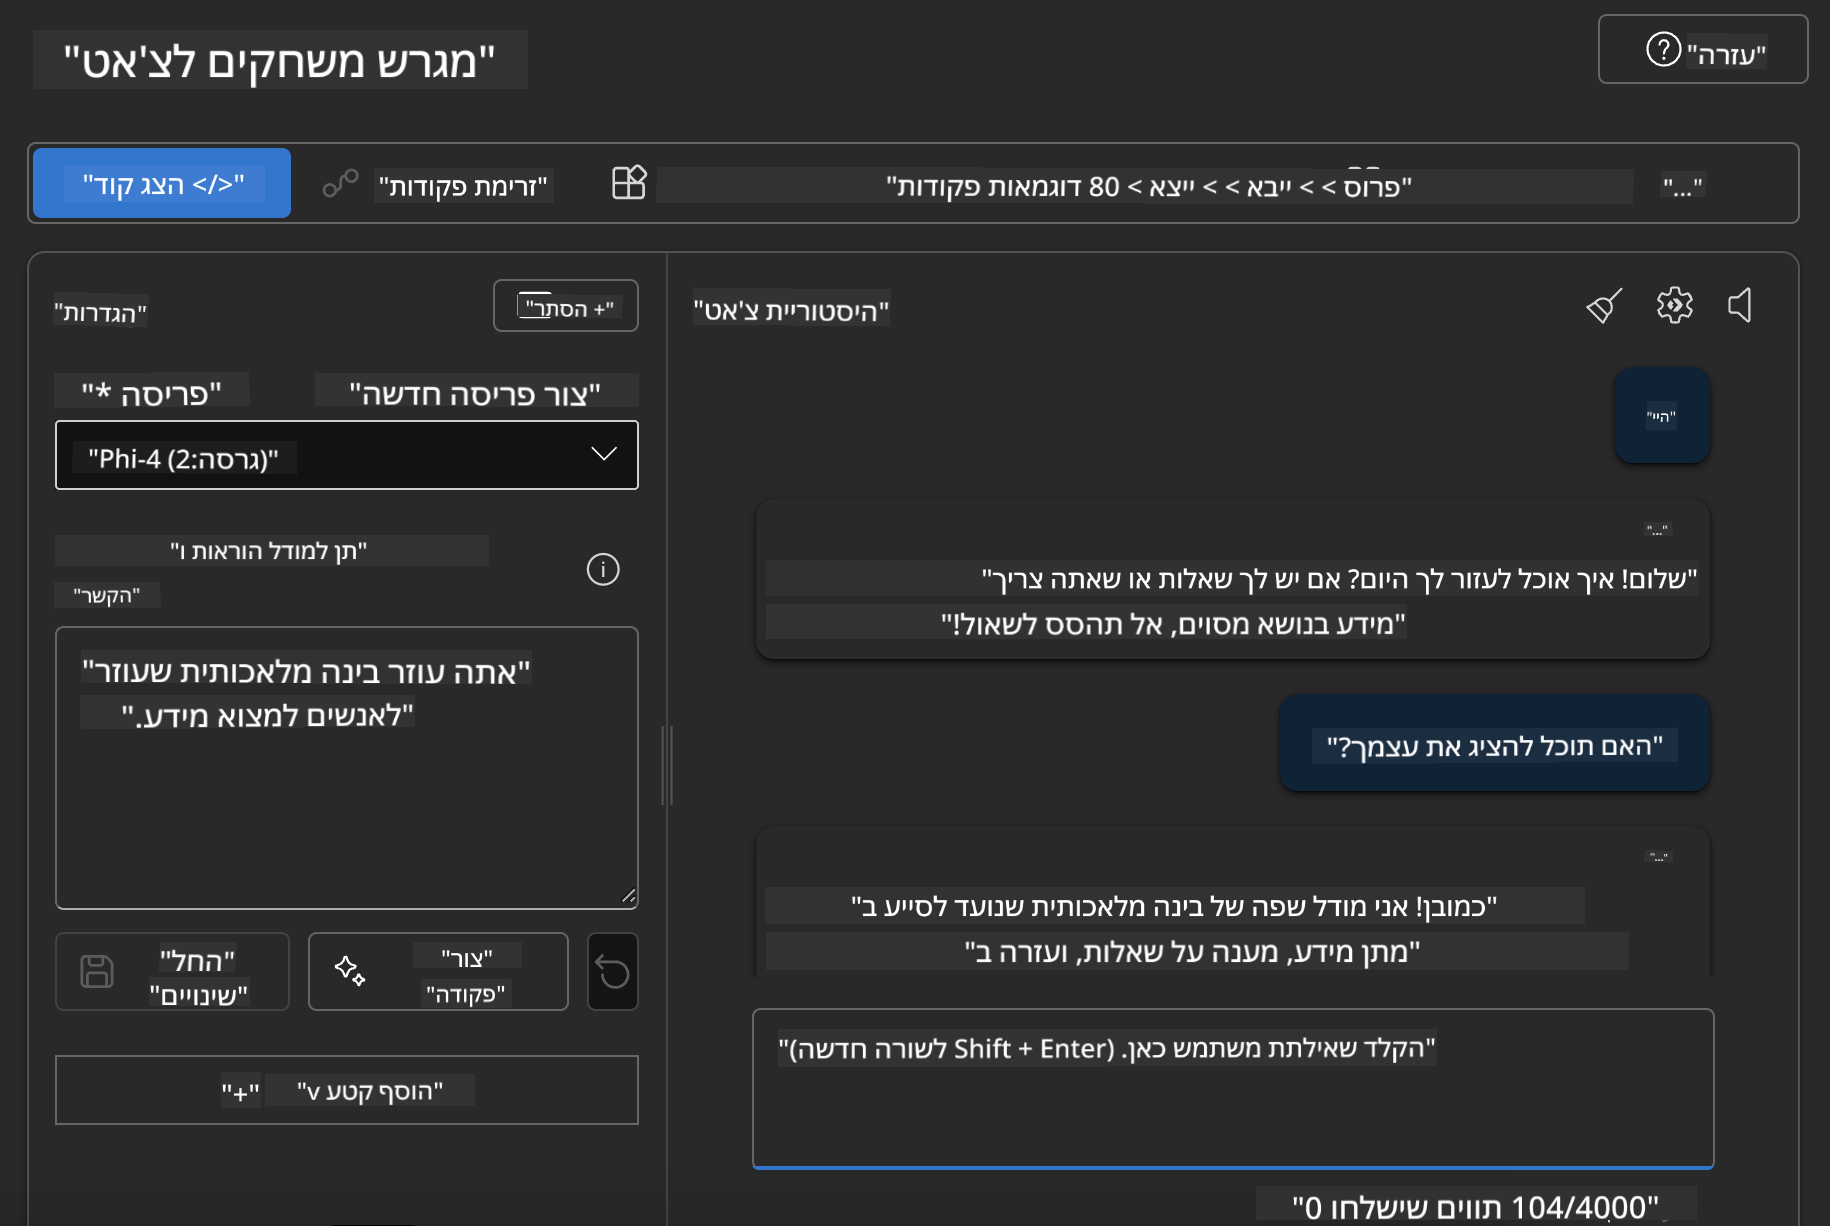 "מגרש משחקים לצ'אט"
"עזרה"
"</> הצג קוד"
"זרימת פקודות"
"פרוס > > ייבא > > ייצא > 80 דוגמאות פקודות"
"..."
"הגדרות"
"+ הסתר"
"פריסה *"
"צור פריסה חדשה"
"Phi-4 (גרסה:2)"
"תן למודל הוראות ו"
"הקשר"
"אתה עוזר בינה מלאכותית שעוזר"
"לאנשים למצוא מידע."
"החל"
"שינויים"
"צור"
"פקודה"
"+"
"הוסף קטע v"
"היסטוריית צ'אט"
"היי"
"..."
"שלום! איך אוכל לעזור לך היום? אם יש לך שאלות או שאתה צריך"
"מידע בנושא מסוים, אל תהסס לשאול!"
"האם תוכל להציג את עצמך?"
"..."
"כמובן! אני מודל שפה של בינה מלאכותית שנועד לסייע ב"
"מתן מידע, מענה על שאלות, ועזרה ב"
"הקלד שאילתת משתמש כאן. (Shift + Enter לשורה חדשה)"
"104/4000 תווים שישלחו 0"